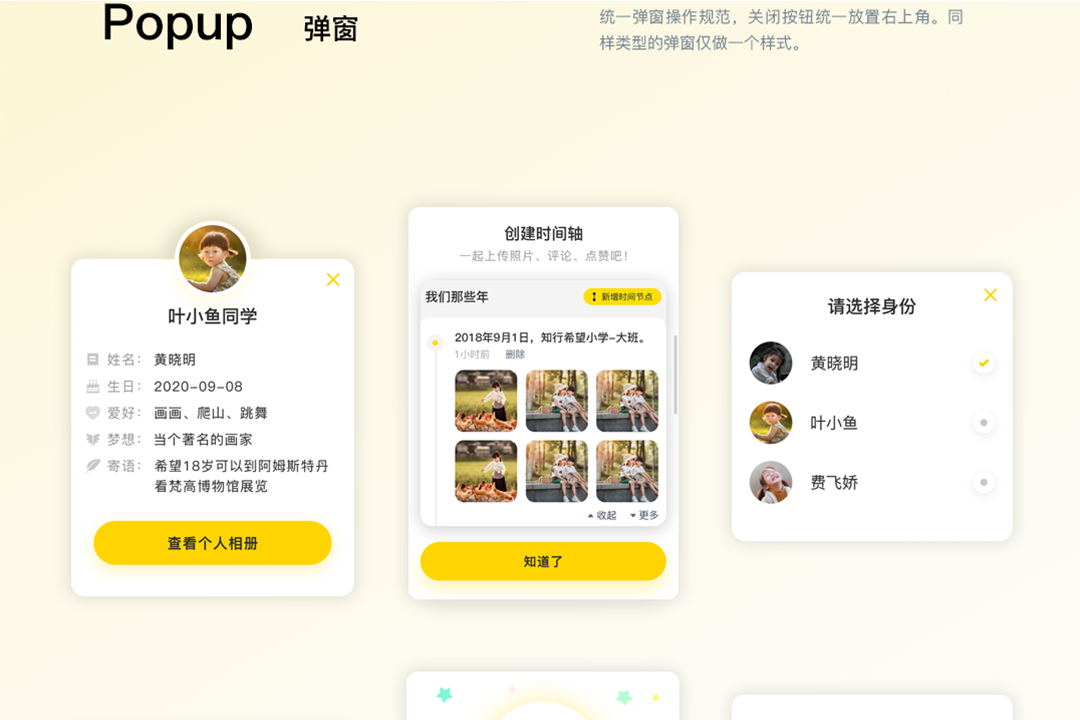 Popup 弹窗
统一弹窗操作规范，关闭按钮统一放置右上角。同
样类型的弹窗仅做一个样式。
叶小鱼同学
姓名： 黄晓明
生日： 2020-09-08
爱好： 画画、爬山、跳舞
梦想： 当个著名的画家
寄语： 希望18岁可以到阿姆斯特丹
看梵高博物馆展览
查看个人相册
创建时间轴
一起上传照片、评论、点赞吧！
我们那些年 新增时间节点
2018年9月1日，知行希望小学-大班。
1小时前 删除
收起 更多
知道了
请选择身份
黄晓明
叶小鱼
费飞娇